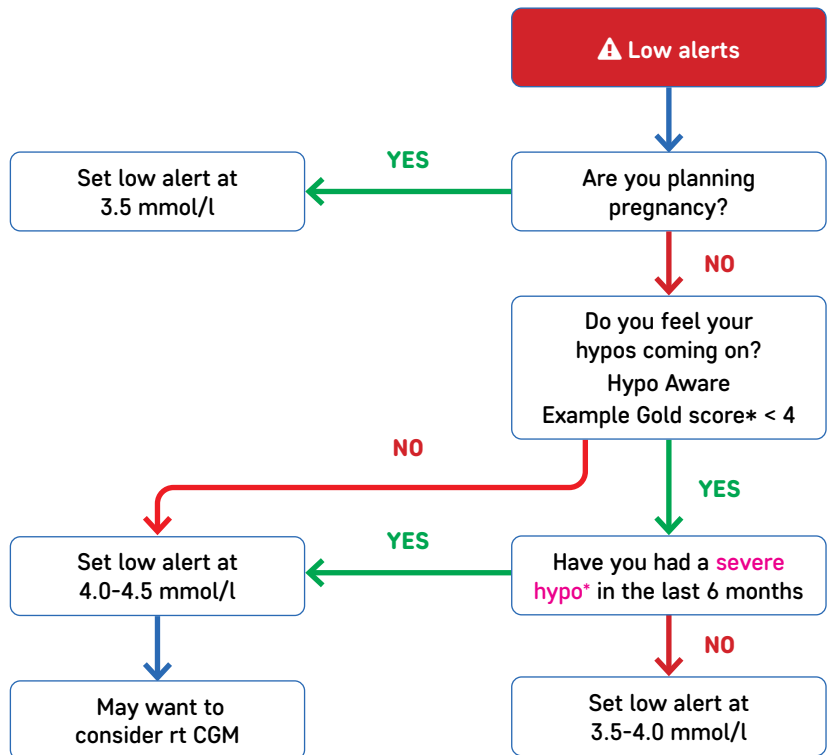 ⚠ Low alerts
YES
Set low alert at
3.5 mmol/l
Are you planning
pregnancy?
NO
Do you feel your
hypos coming on?
Hypo Aware
Example Gold score* < 4
NO
YES
YES
Set low alert at
4.0-4.5 mmol/l
Have you had a severe
hypo* in the last 6 months
NO
May want to
consider rt CGM
Set low alert at
3.5-4.0 mmol/l